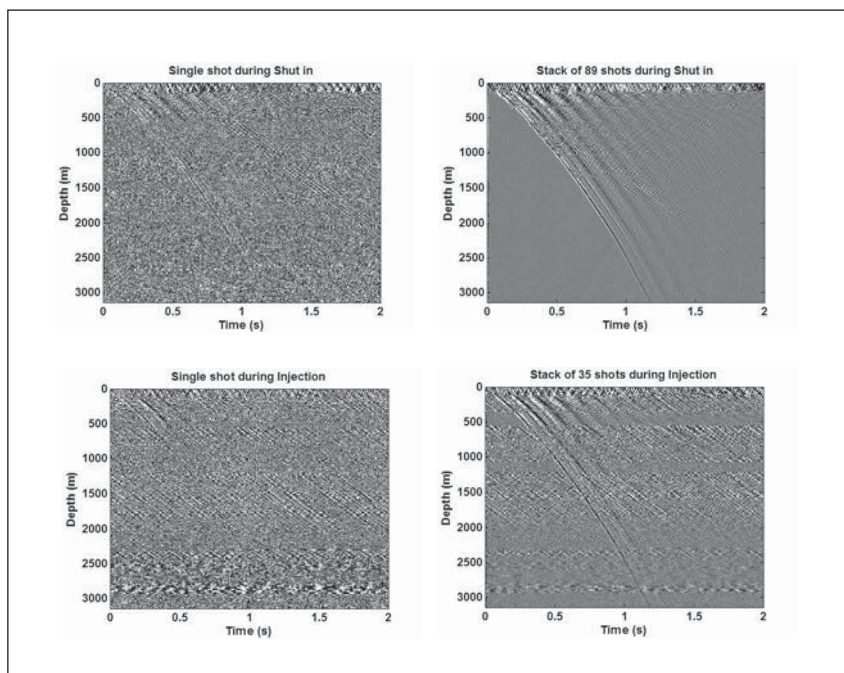 Single shot during Shut in
0
500
1000
1500
2000
2500
3000
Depth (m)
0 0.5 1 1.5 2
Time (s)
Stack of 89 shots during Shut in
0
500
1000
1500
2000
2500
3000
Depth (m)
0 0.5 1 1.5 2
Time (s)
Single shot during Injection
0
500
1000
1500
2000
2500
3000
Depth (m)
0 0.5 1 1.5 2
Time (s)
Stack of 35 shots during Injection
0
500
1000
1500
2000
2500
3000
Depth (m)
0 0.5 1 1.5 2
Time (s)